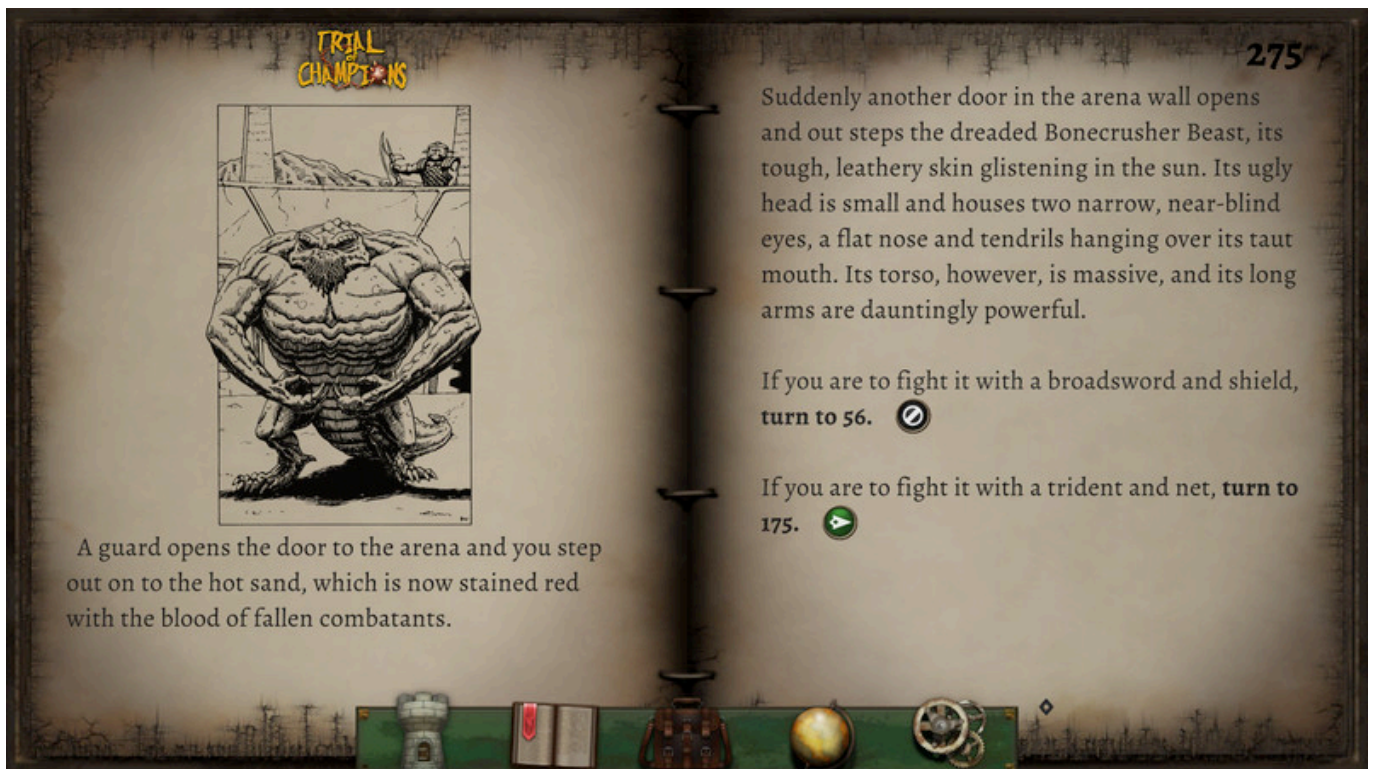 TRIAL
of
CHAMPIONS
A guard opens the door to the arena and you step
out on to the hot sand, which is now stained red
with the blood of fallen combatants.
275
Suddenly another door in the arena wall opens
and out steps the dreaded Bonecrusher Beast, its
tough, leathery skin glistening in the sun. Its ugly
head is small and houses two narrow, near-blind
eyes, a flat nose and tendrils hanging over its taut
mouth. Its torso, however, is massive, and its long
arms are dauntingly powerful.
If you are to fight it with a broadsword and shield,
turn to 56.
If you are to fight it with a trident and net, turn to
175.